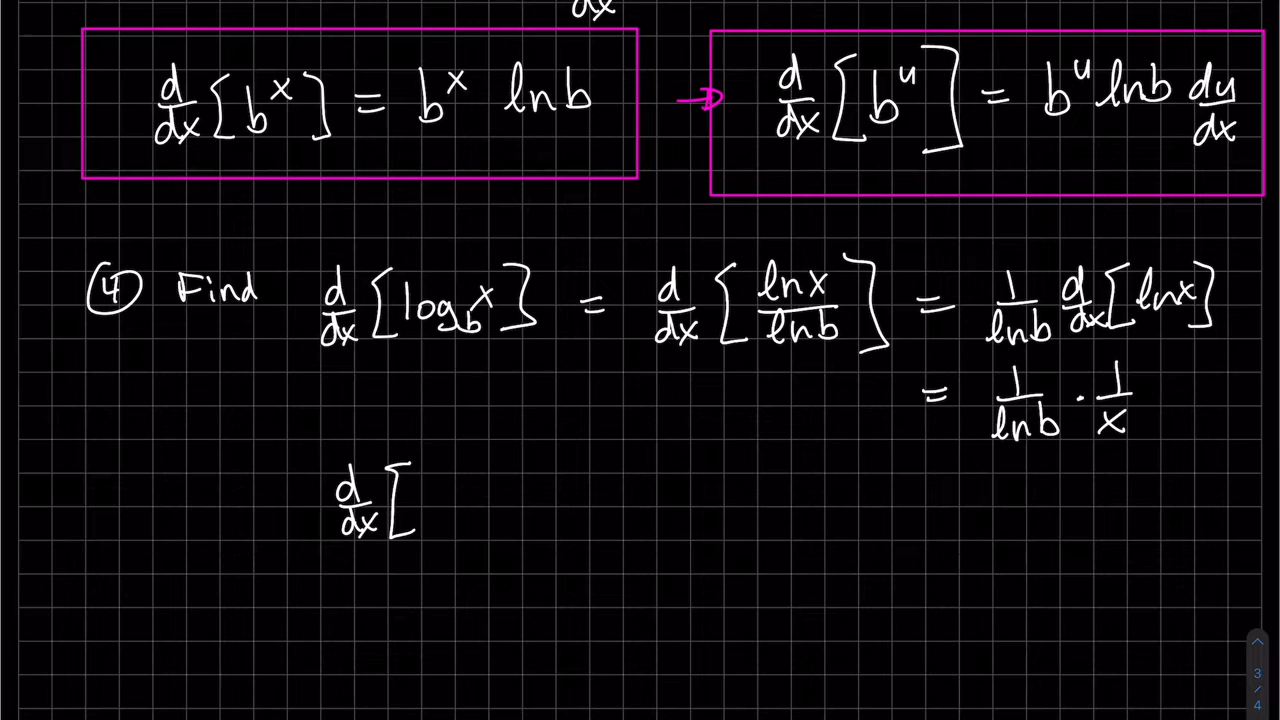 dx
d/dx [b^x] = b^x ln b → d/dx [b^u] = b^u ln b du/dx
④ Find d/dx [log_b x] = d/dx [ln x / ln b] = 1/ln b d/dx [ln x]
= 1/ln b · 1/x
d/dx [
3
/
4